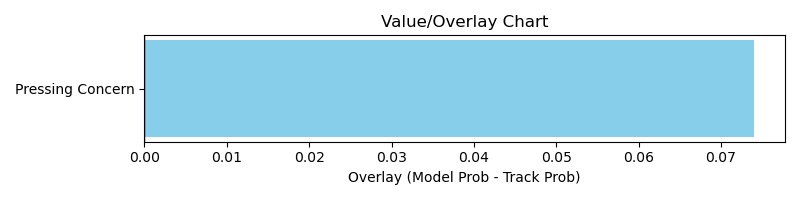 Value/Overlay Chart
Pressing Concern
0.00 0.01 0.02 0.03 0.04 0.05 0.06 0.07
Overlay (Model Prob - Track Prob)